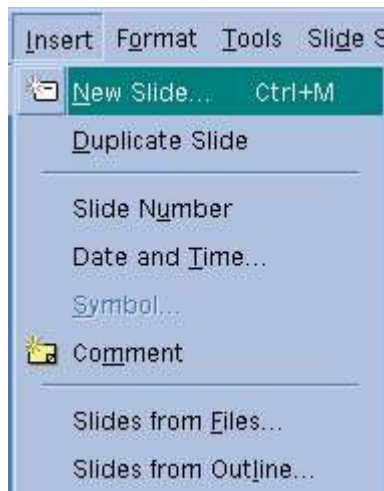 Insert Format Tools Slide S
New Slide... Ctrl+M
Duplicate Slide
Slide Number
Date and Time...
Symbol...
Comment
Slides from Files...
Slides from Outline...